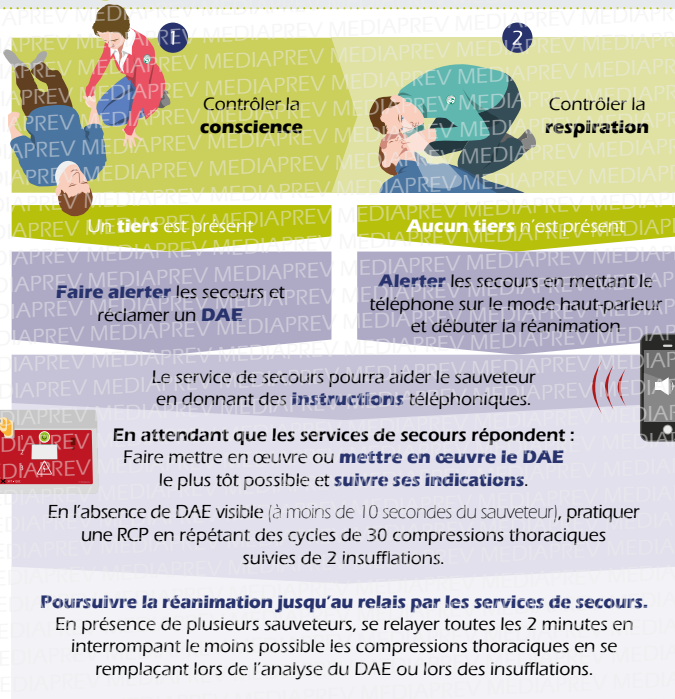 1
2
Contrôler la
conscience
Contrôler la
respiration
Un tiers est présent
Aucun tiers n'est présent
Faire alerter les secours et
réclamer un DAE
Alerter les secours en mettant le
téléphone sur le mode haut-parleur
et débuter la réanimation
Le service de secours pourra aider le sauveteur
en donnant des instructions téléphoniques.
En attendant que les services de secours répondent :
Faire mettre en œuvre ou mettre en œuvre le DAE
le plus tôt possible et suivre ses indications.
En l'absence de DAE visible (à moins de 10 secondes du sauveteur), pratiquer
une RCP en répétant des cycles de 30 compressions thoraciques
suivies de 2 insufflations.
Poursuivre la réanimation jusqu'au relais par les services de secours.
En présence de plusieurs sauveteurs, se relayer toutes les 2 minutes en
interrompant le moins possible les compressions thoraciques en se
remplaçant lors de l'analyse du DAE ou lors des insufflations.
MEDIAPREV